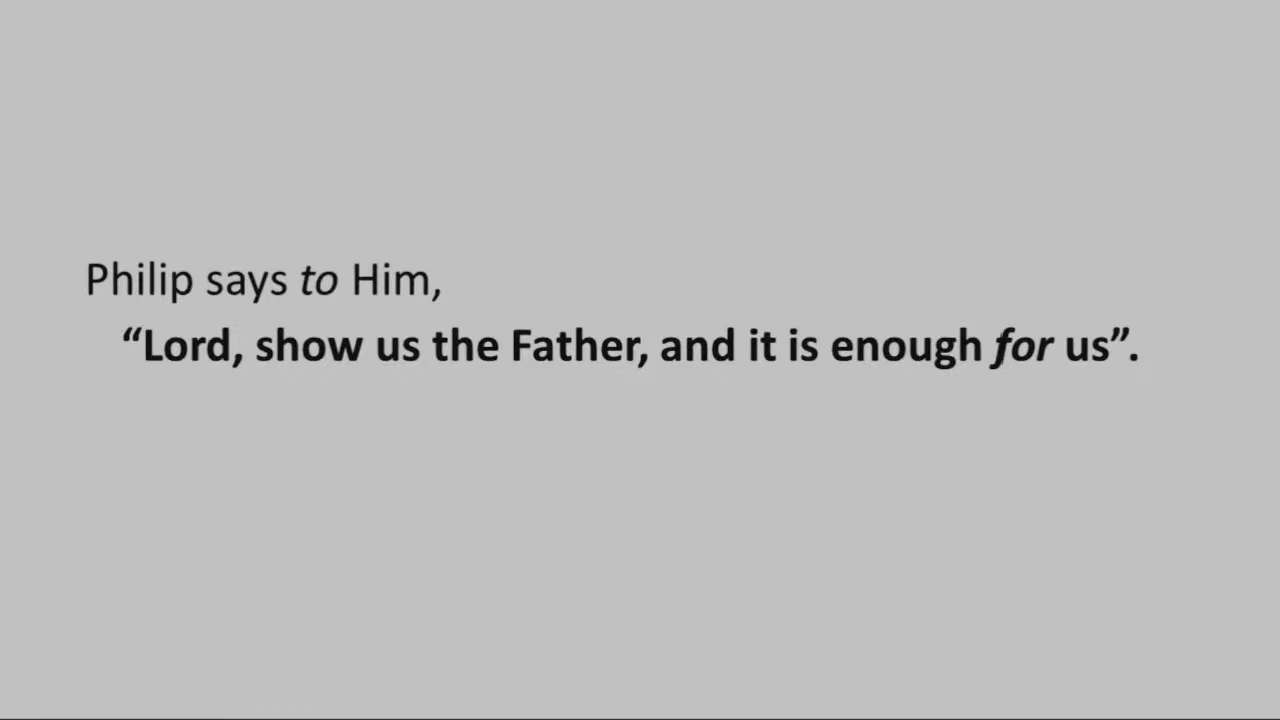 Philip says to Him,
“Lord, show us the Father, and it is enough for us”.